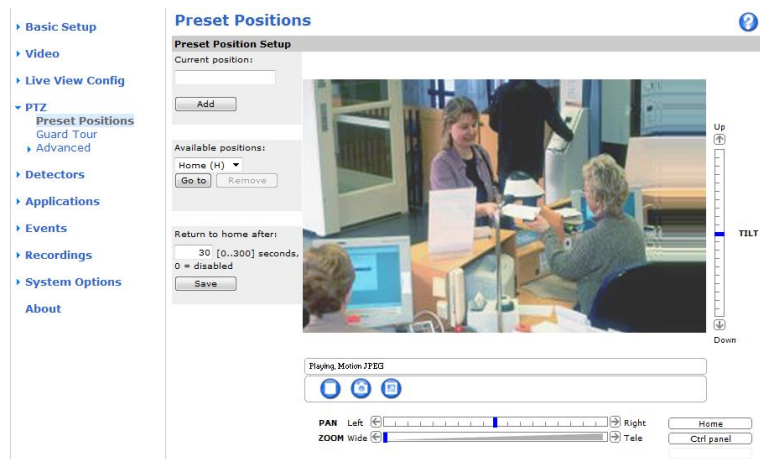 Basic Setup
Video
Live View Config
PTZ
Preset Positions
Guard Tour
Advanced
Detectors
Applications
Events
Recordings
System Options
About
Preset Positions
?
Preset Position Setup
Current position:
Add
Available positions:
Home (H)
Go to Remove
Return to home after:
30 [0..300] seconds,
0 = disabled
Save
Up
TILT
Down
Playing, Motion JPEG
PAN Left Right Home
ZOOM Wide Tele Ctrl panel